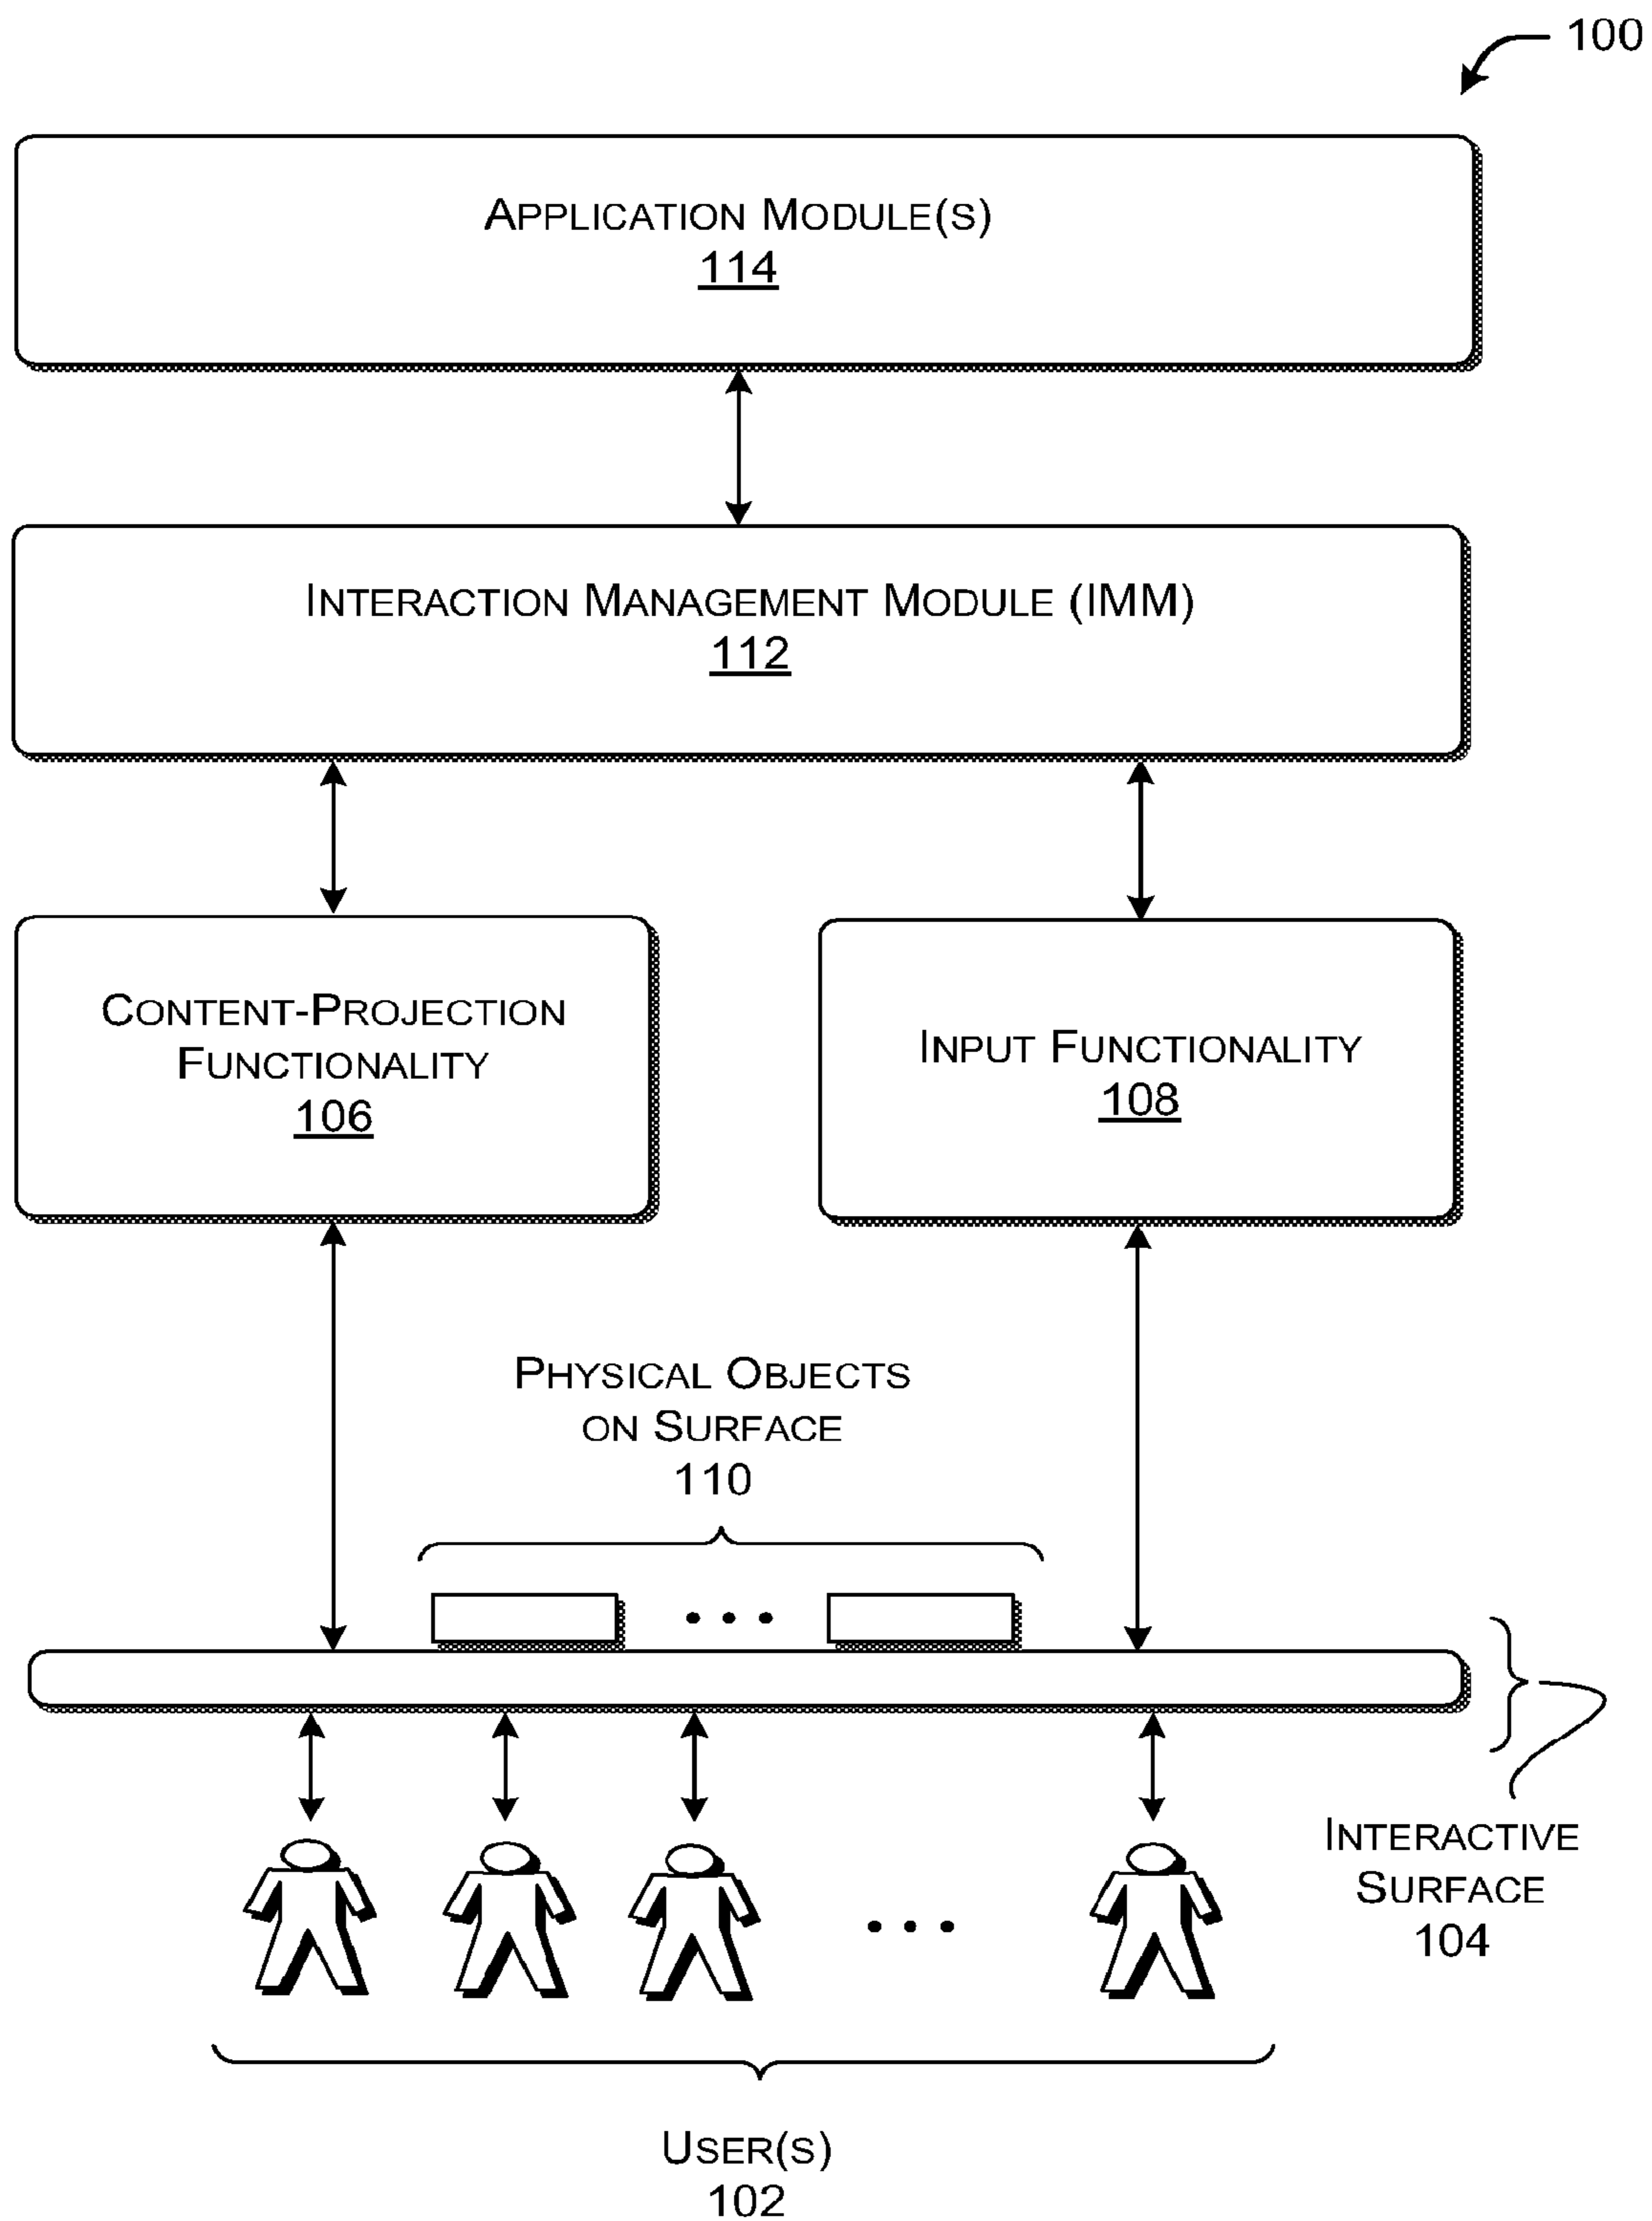 100
APPLICATION MODULE(S)
114
INTERACTION MANAGEMENT MODULE (IMM)
112
CONTENT-PROJECTION
FUNCTIONALITY
106
INPUT FUNCTIONALITY
108
PHYSICAL OBJECTS
ON SURFACE
110
INTERACTIVE
SURFACE
104
USER(S)
102